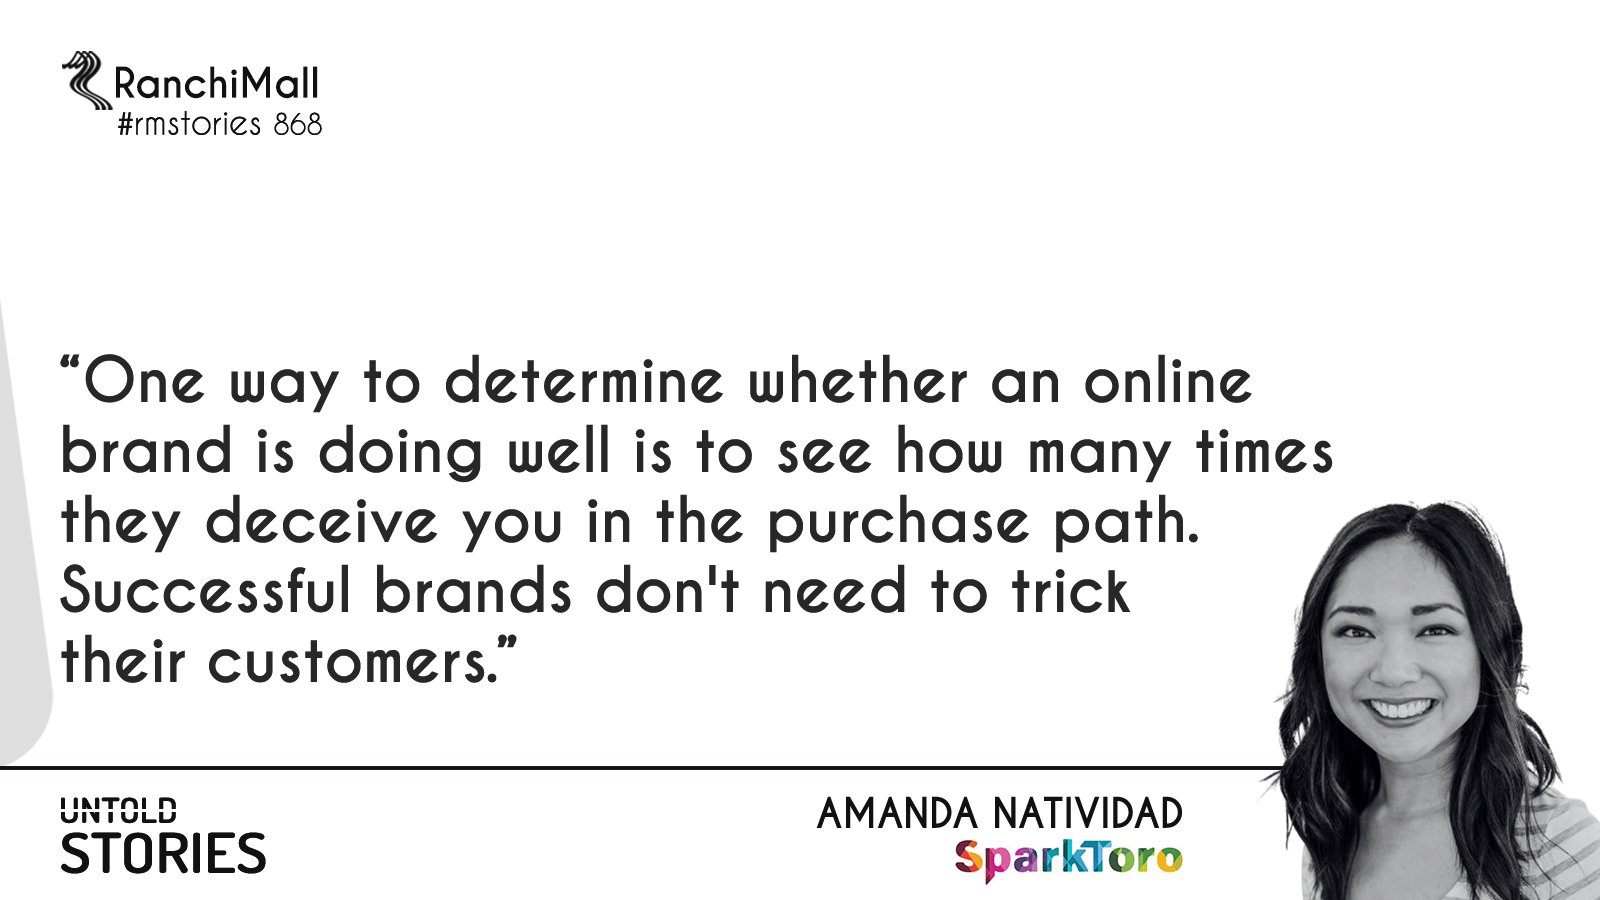 RanchiMall
#rmstories 868
“One way to determine whether an online
brand is doing well is to see how many times
they deceive you in the purchase path.
Successful brands don't need to trick
their customers.”
UNTOLD
STORIES
AMANDA NATIVIDAD
SparkToro